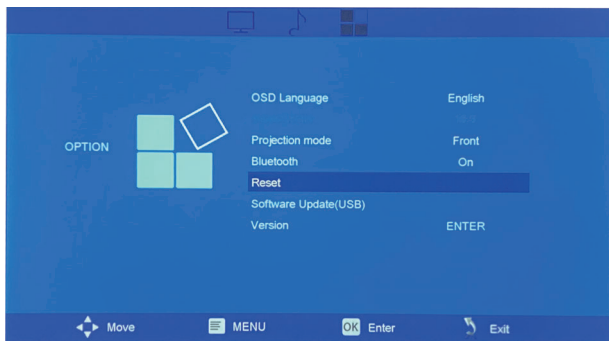 OSD Language English
OPTION
Projection mode Front
Bluetooth On
Reset
Software Update(USB)
Version ENTER
Move MENU OK Enter Exit